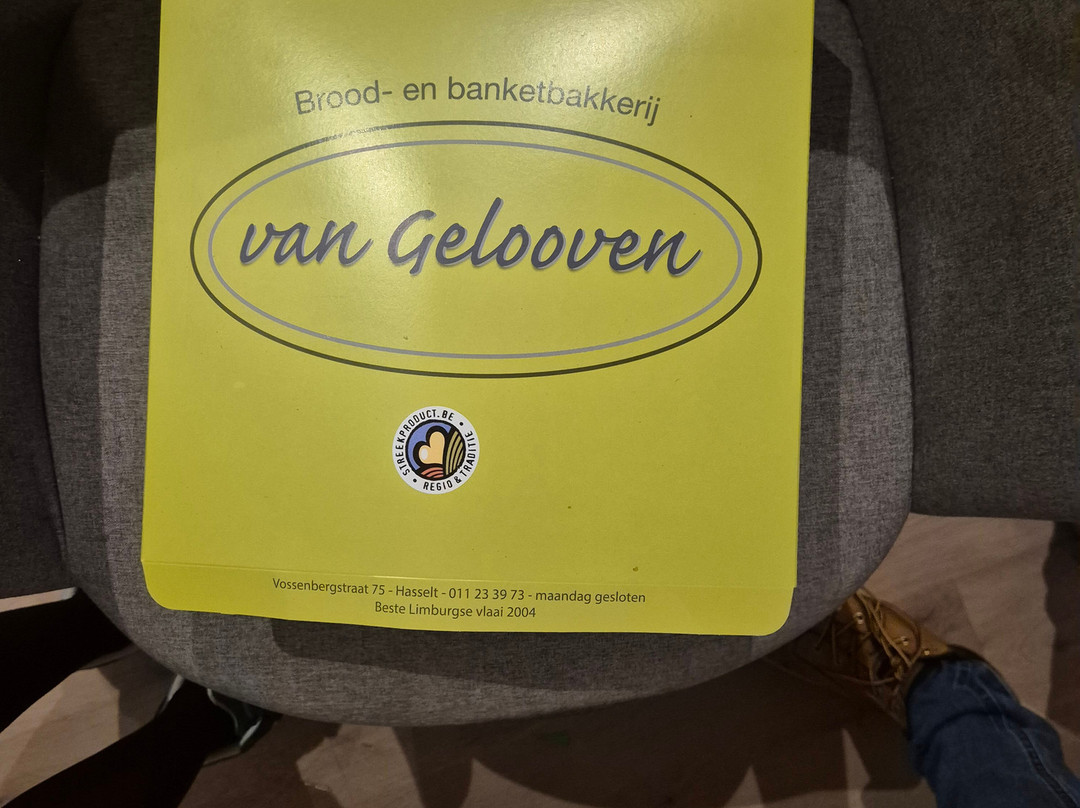 Brood- en banketbakkerij
van Gelooven
STREEKPRODUCT.BE
• REGIO & TRADITIE •
Vossenbergstraat 75 - Hasselt - 011 23 39 73 - maandag gesloten
Beste Limburgse vlaai 2004